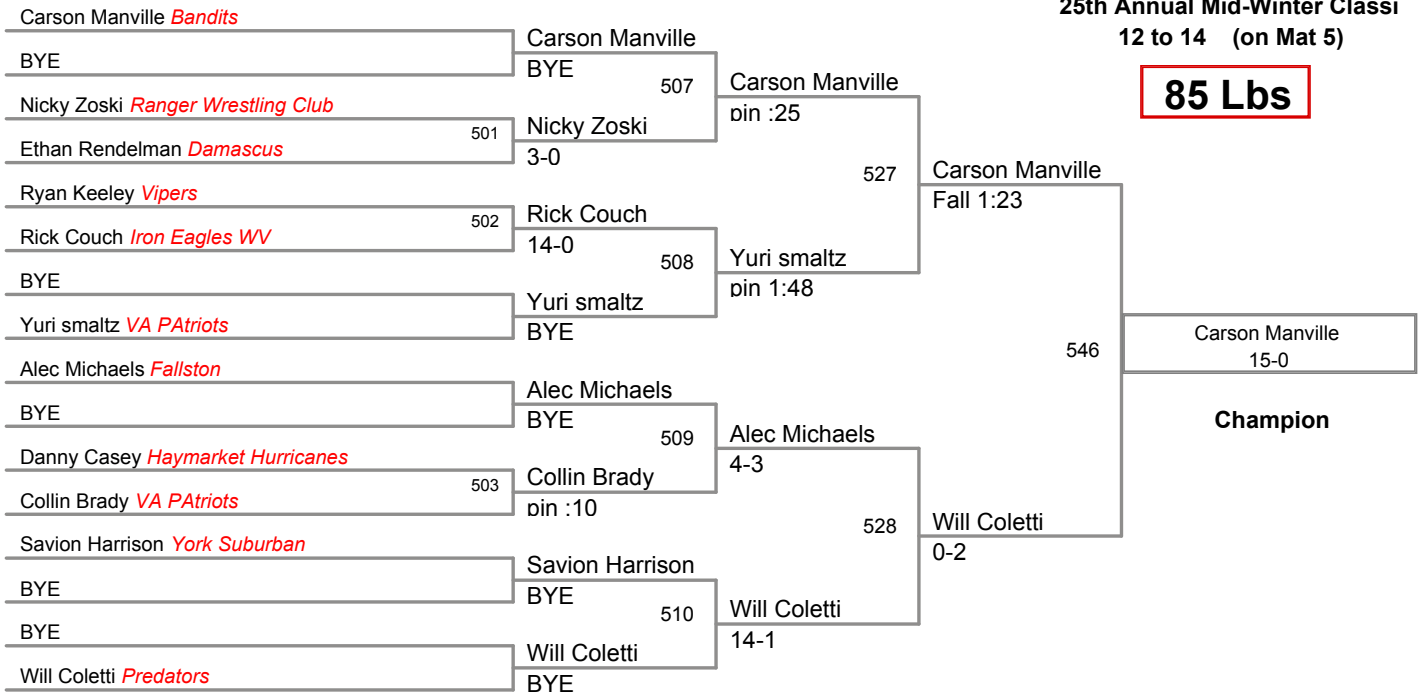 25th Annual Mid-Winter Classi
12 to 14 (on Mat 5)
85 Lbs
Carson Manville Bandits
BYE
Nicky Zoski Ranger Wrestling Club
501
Ethan Rendelman Damascus
Ryan Keeley Vipers
502
Rick Couch Iron Eagles WV
BYE
Yuri smaltz VA PAtriots
Alec Michaels Fallston
BYE
Danny Casey Haymarket Hurricanes
503
Collin Brady VA PAtriots
Savion Harrison York Suburban
BYE
BYE
Will Coletti Predators
Carson Manville
BYE
507
Nicky Zoski
3-0
Rick Couch
14-0
508
Yuri smaltz
BYE
Alec Michaels
BYE
509
Collin Brady
pin :10
Savion Harrison
BYE
510
Will Coletti
BYE
Carson Manville
pin :25
527
Yuri smaltz
pin 1:48
Alec Michaels
4-3
528
Will Coletti
14-1
Carson Manville
Fall 1:23
546
Will Coletti
0-2
Carson Manville
15-0
Champion